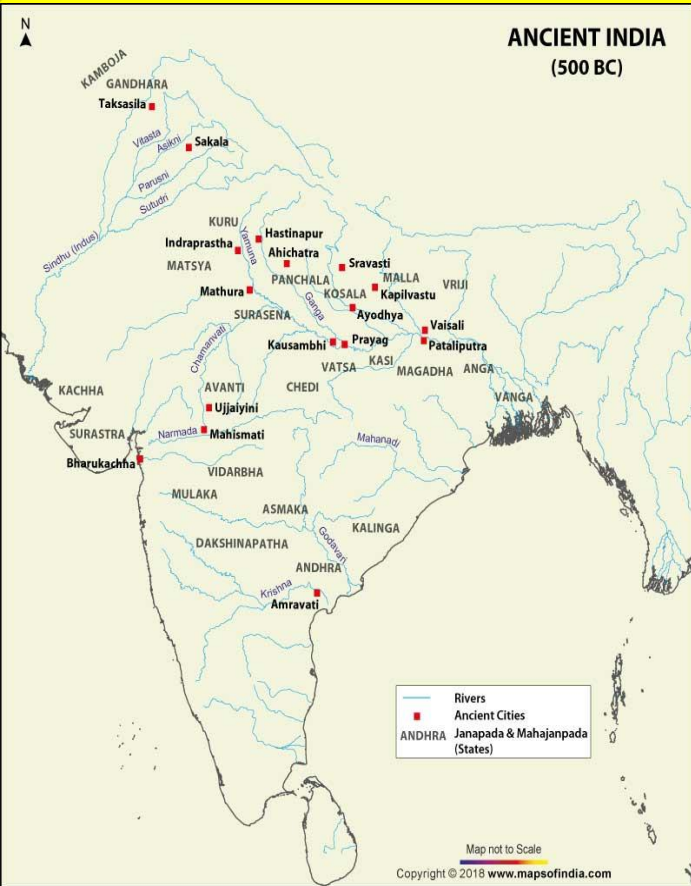 N
ANCIENT INDIA
(500 BC)
KAMBOJA
GANDHARA
Taksasila
Vitasta
Asikni
Sakala
Parusni
Sutudri
Sindhu (Indus)
KURU
Hastinapur
Yamuna
Indraprastha
Ahichatra
MATSYA
Sravasti
PANCHALA
MALLA
VRIJI
Mathura
KOSALA
Kapilvastu
Ganga
Ayodhya
SURASENA
Vaisali
Chamanvati
Kausambhi
Prayag
Pataliputra
VATSA
KASI
MAGADHA
ANGA
KACHHA
AVANTI
CHEDI
VANGA
Ujjaiyini
SURASTRA
Narmada
Mahismati
Mahanadi
Bharukachha
VIDARBHA
MULAKA
ASMAKA
KALINGA
DAKSHINAPATHA
Godavari
ANDHRA
Krishna
Amravati
Rivers
Ancient Cities
ANDHRA Janapada & Mahajanpada
(States)
Map not to Scale
Copyright © 2018 www.mapsofindia.com